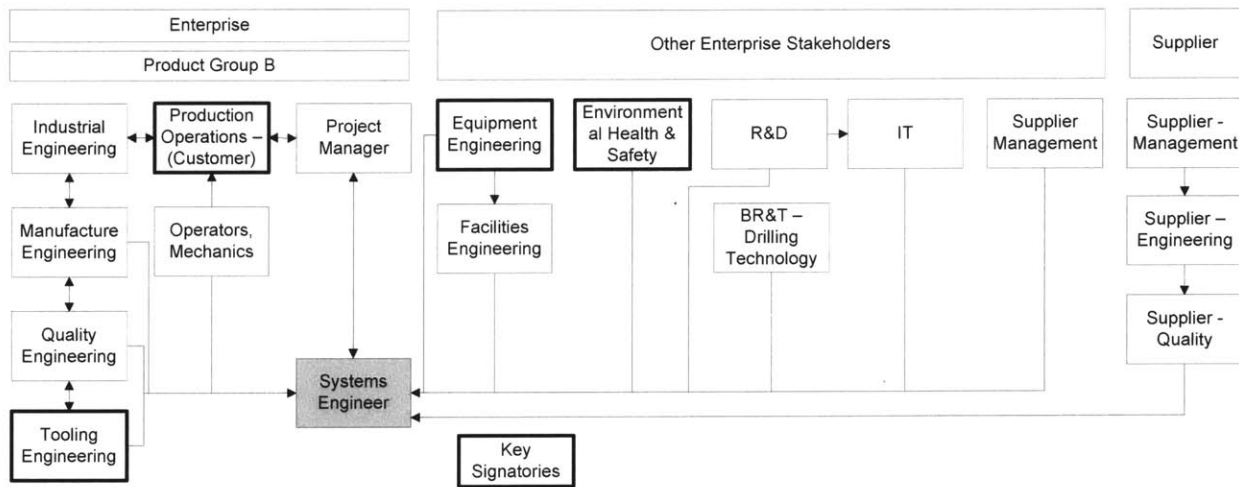 Enterprise
Other Enterprise Stakeholders
Supplier
Product Group B
Industrial
Engineering
Production
Operations –
(Customer)
Project
Manager
Equipment
Engineering
Environment
al Health &
Safety
R&D
IT
Supplier
Management
Supplier -
Management
Manufacture
Engineering
Operators,
Mechanics
Facilities
Engineering
BR&T –
Drilling
Technology
Supplier –
Engineering
Quality
Engineering
Supplier -
Quality
Systems
Engineer
Tooling
Engineering
Key
Signatories